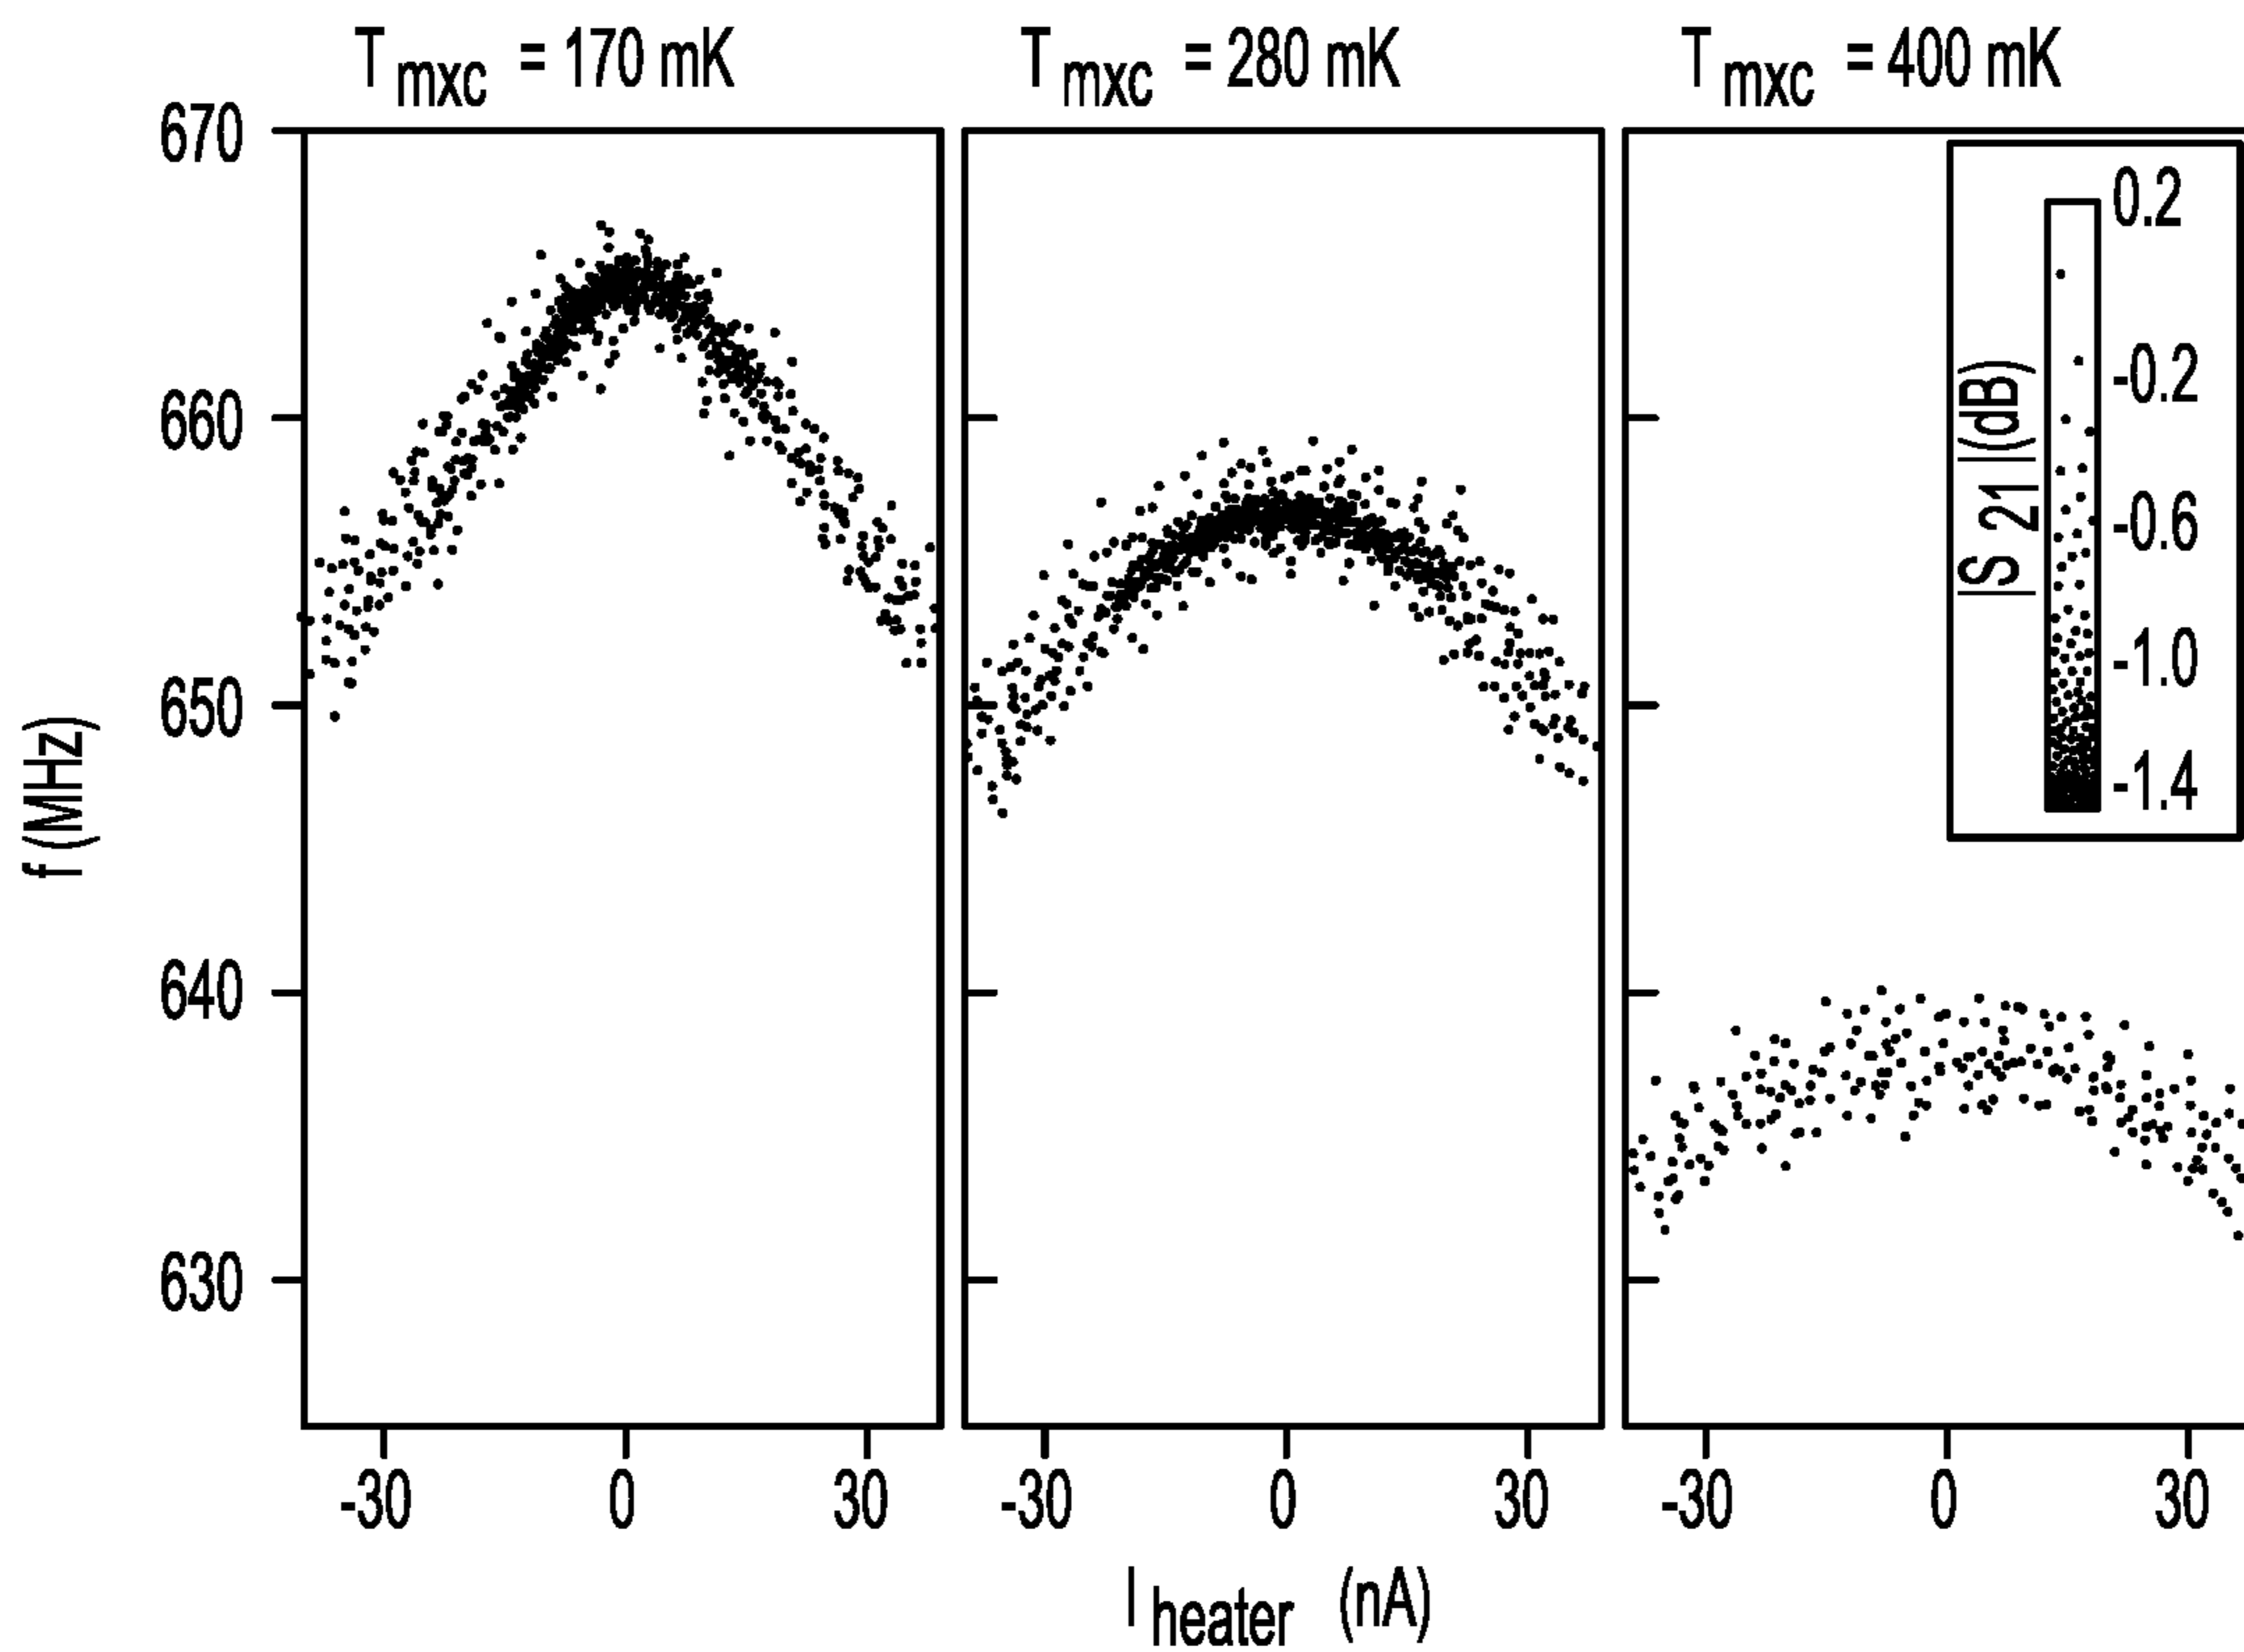 T mxc = 170 mK
T mxc = 280 mK
T mxc = 400 mK
670
660
650
640
630
f (MHz)
|S 21|(dB)
0.2
-0.2
-0.6
-1.0
-1.4
-30 0 30
-30 0 30
-30 0 30
I heater (nA)